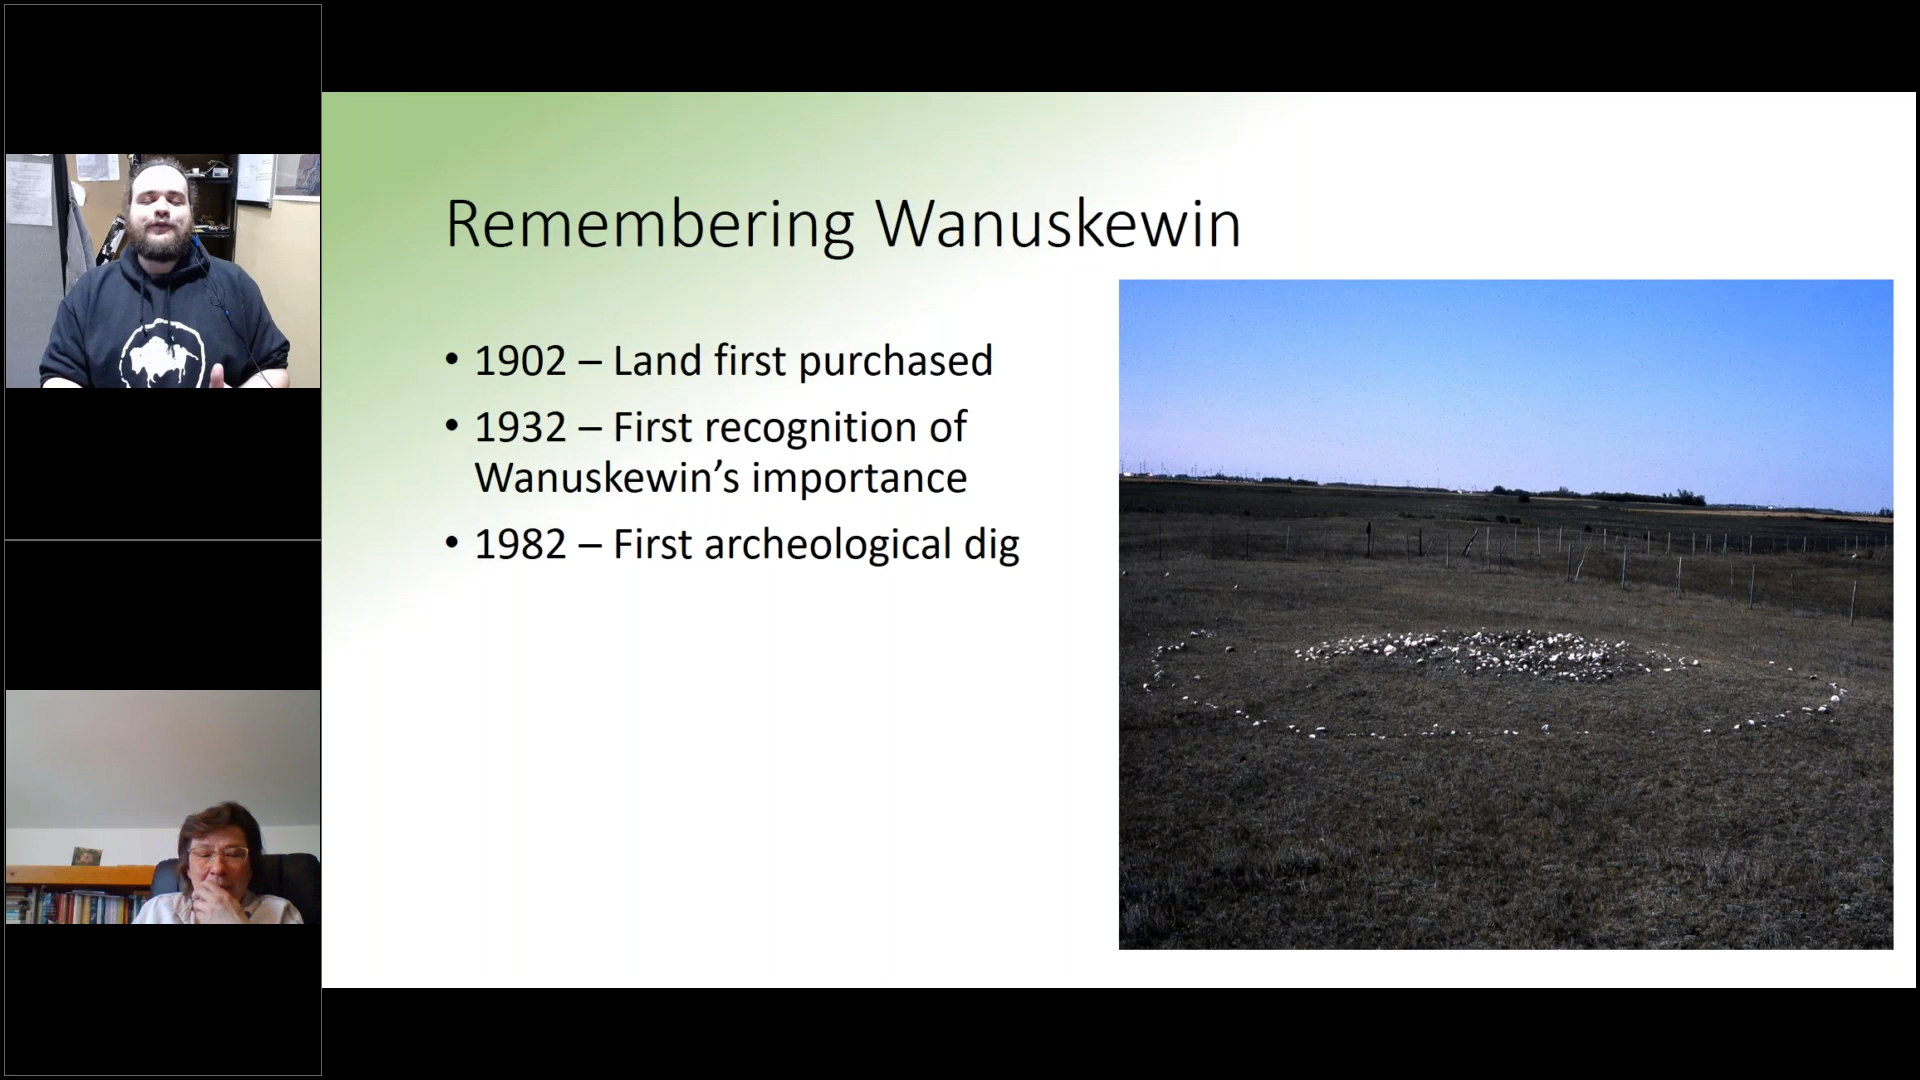 Remembering Wanuskewin
• 1902 – Land first purchased
• 1932 – First recognition of
Wanuskewin’s importance
• 1982 – First archeological dig